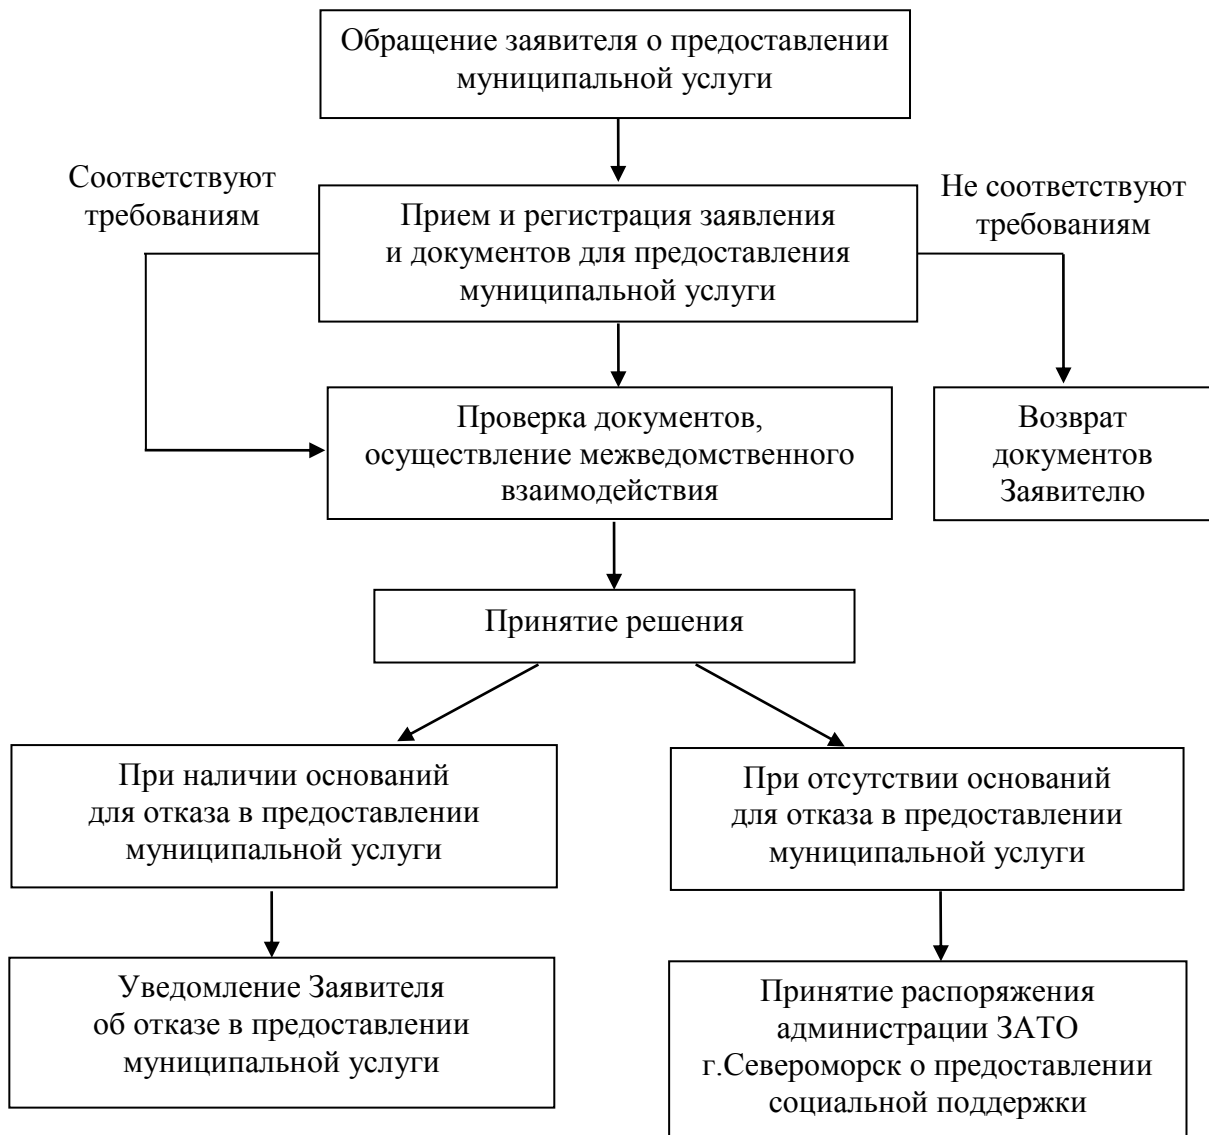 Обращение заявителя о предоставлении
муниципальной услуги
Соответствуют
требованиям
Не соответствуют
требованиям
Прием и регистрация заявления
и документов для предоставления
муниципальной услуги
Проверка документов,
осуществление межведомственного
взаимодействия
Возврат
документов
Заявителю
Принятие решения
При наличии оснований
для отказа в предоставлении
муниципальной услуги
При отсутствии оснований
для отказа в предоставлении
муниципальной услуги
Уведомление Заявителя
об отказе в предоставлении
муниципальной услуги
Принятие распоряжения
администрации ЗАТО
г.Североморск о предоставлении
социальной поддержки